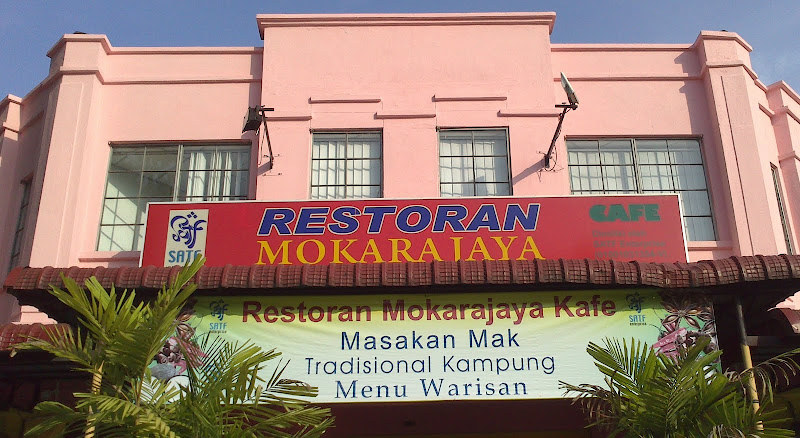 RESTORAN
MOKARAJAYA
CAFE
SATF
Restoran Mokarajaya Kafe
SATF
SATF
Masakan Mak
Tradisional Kampung
Menu Warisan